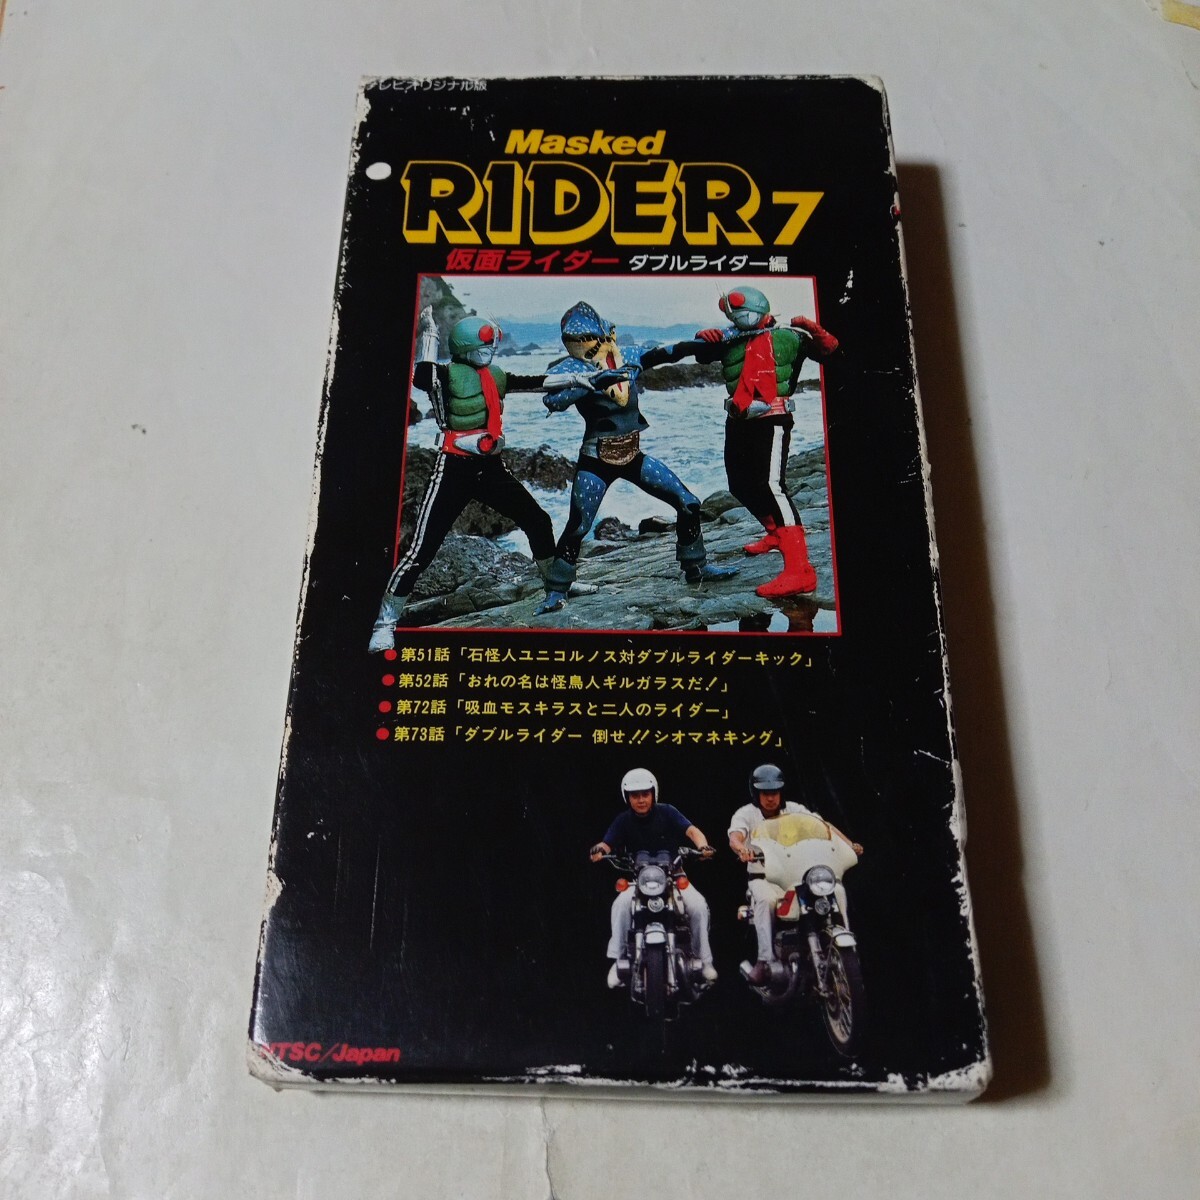 テレビオリジナル版
Masked
RIDER7
仮面ライダー ダブルライダー編
●第51話「石怪人ユニコルノス対ダブルライダーキック」
●第52話「おれの名は怪鳥人ギルガラスだ!」
●第72話「吸血モスキラスと二人のライダー」
●第73話「ダブルライダー 倒せ!!シオマネキング」
NTSC/Japan